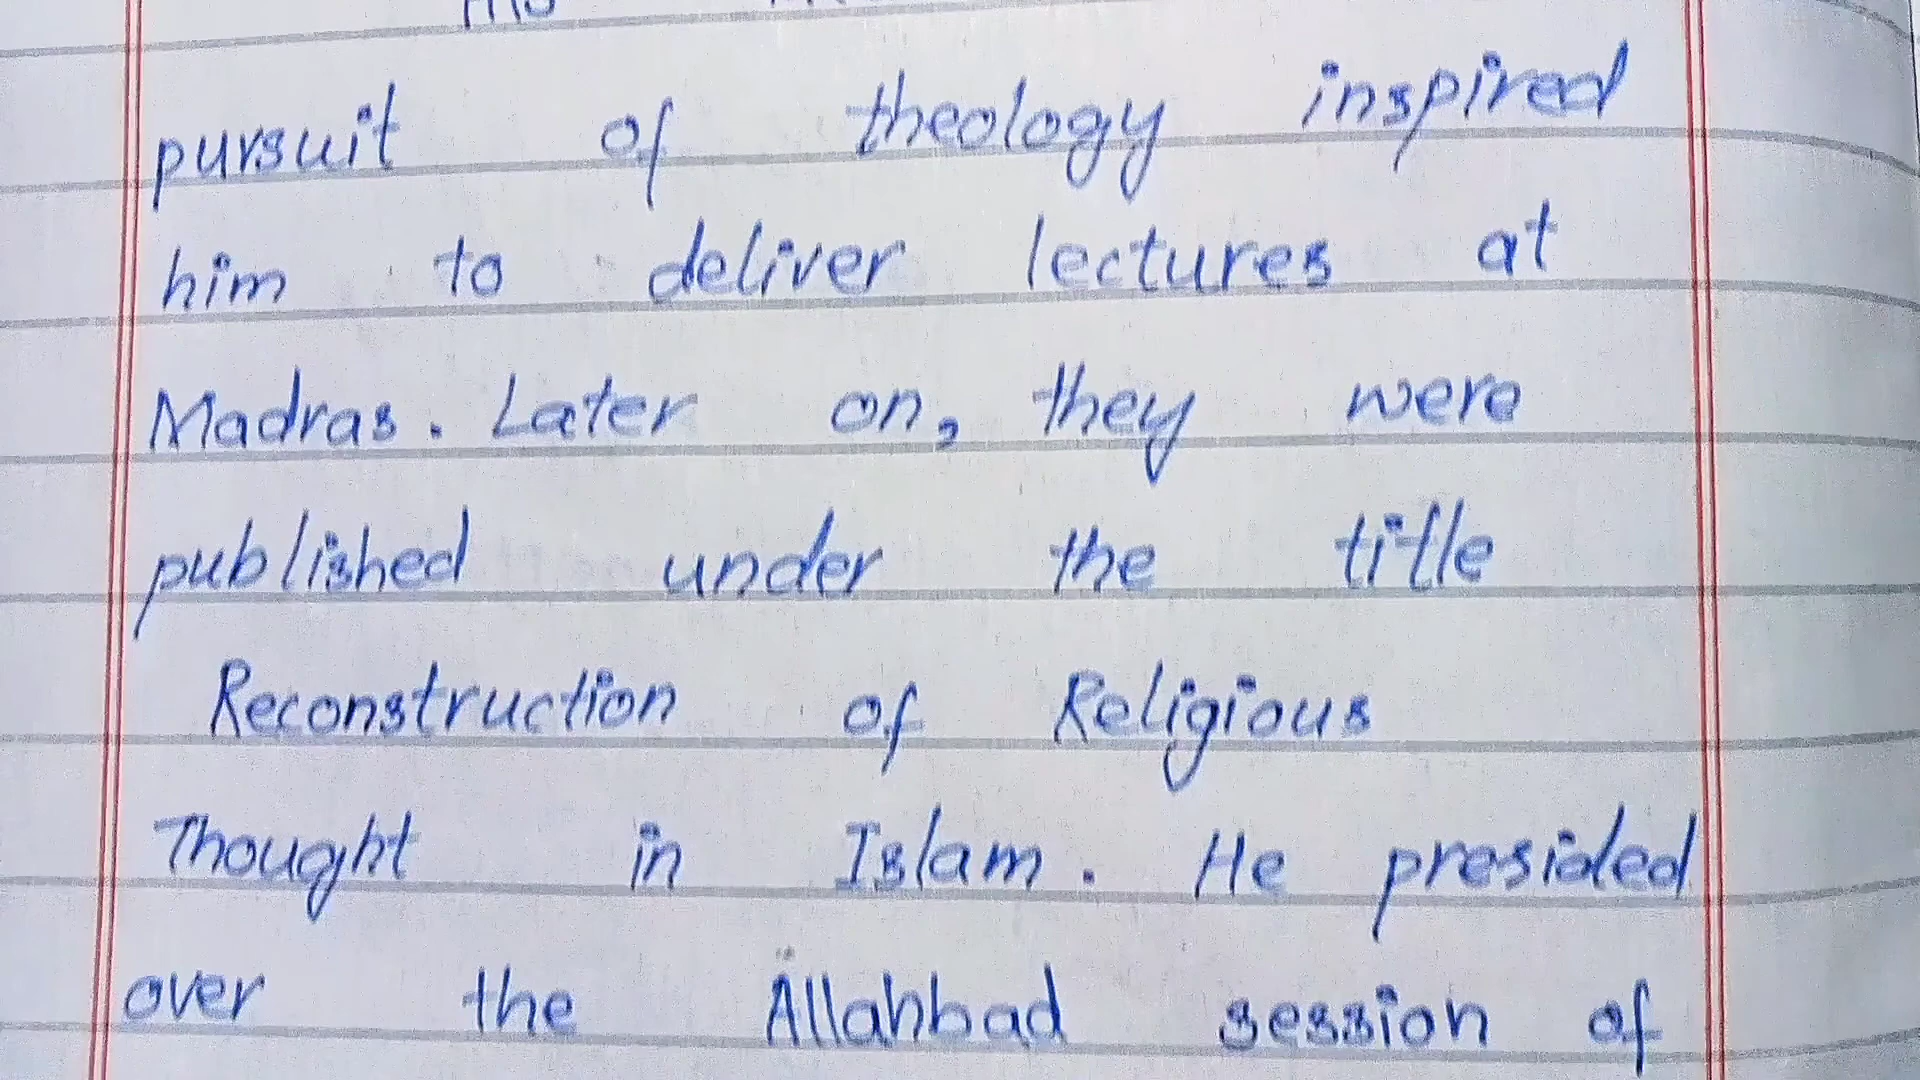 pursuit of theology inspired
him to deliver lectures at
Madras. Later on, they were
published under the title
Reconstruction of Religious
Thought in Islam. He presided
over the Allahbad session of